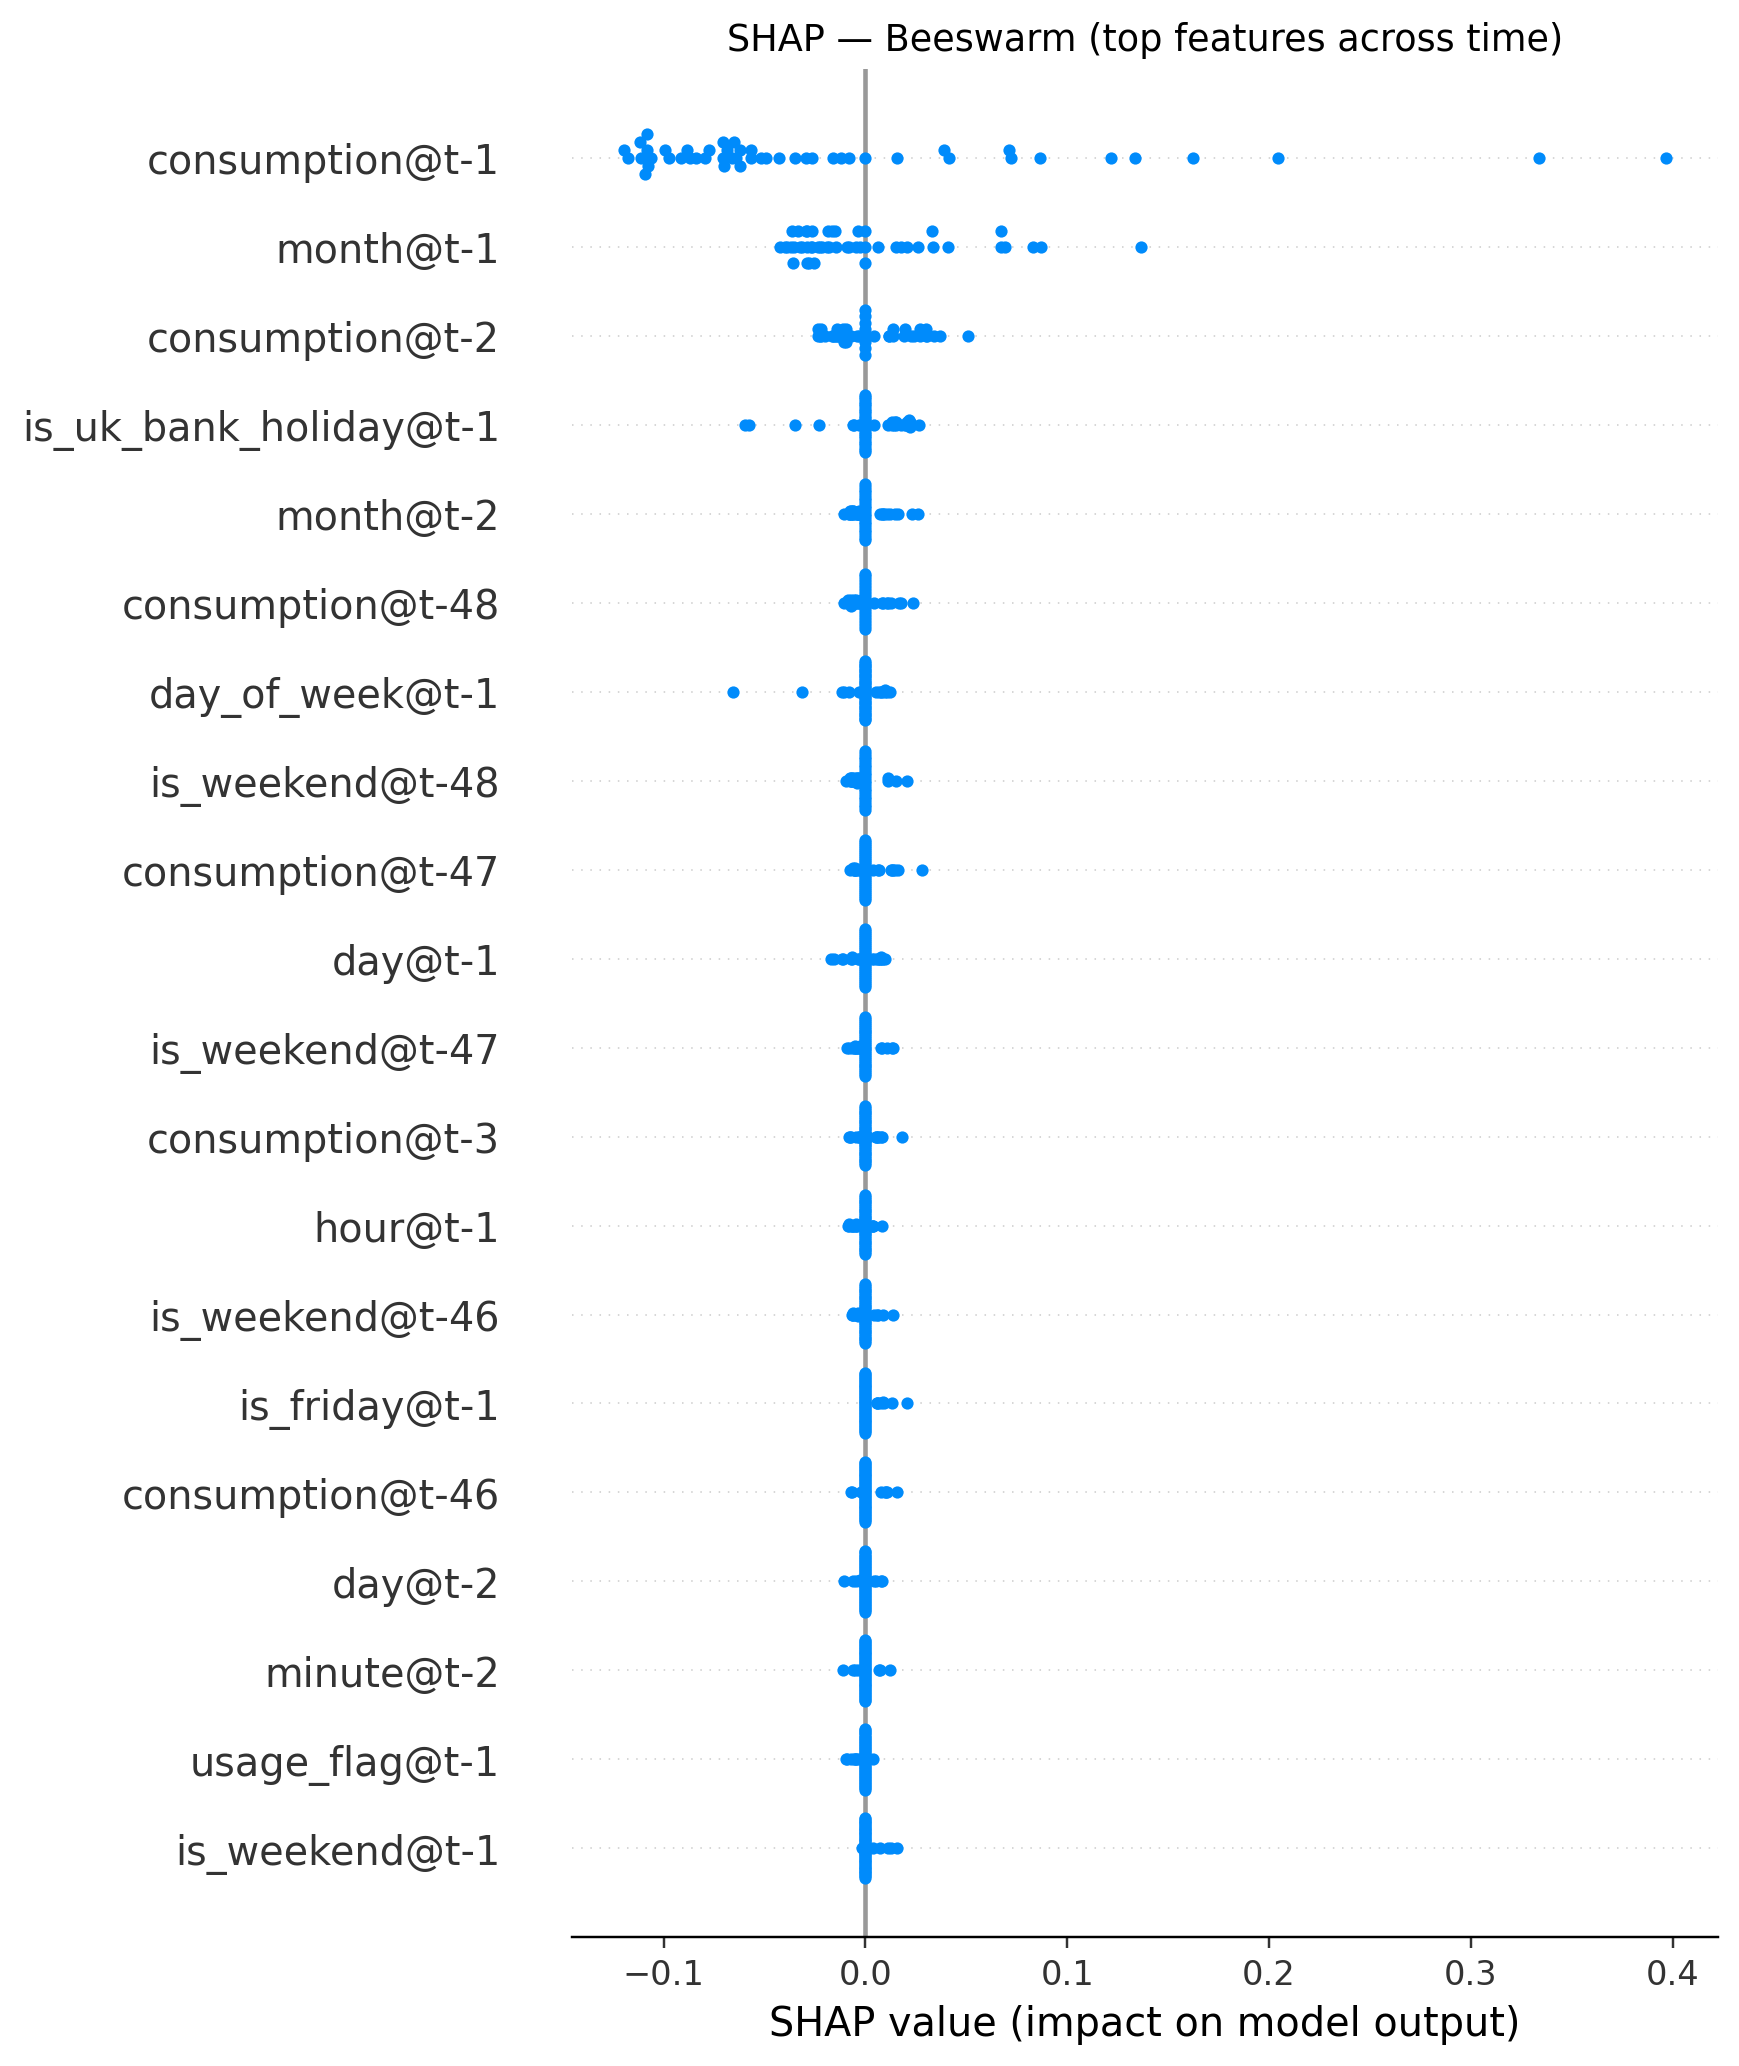 SHAP — Beeswarm (top features across time)
consumption@t-1
month@t-1
consumption@t-2
is_uk_bank_holiday@t-1
month@t-2
consumption@t-48
day_of_week@t-1
is_weekend@t-48
consumption@t-47
day@t-1
is_weekend@t-47
consumption@t-3
hour@t-1
is_weekend@t-46
is_friday@t-1
consumption@t-46
day@t-2
minute@t-2
usage_flag@t-1
is_weekend@t-1
−0.1 0.0 0.1 0.2 0.3 0.4
SHAP value (impact on model output)